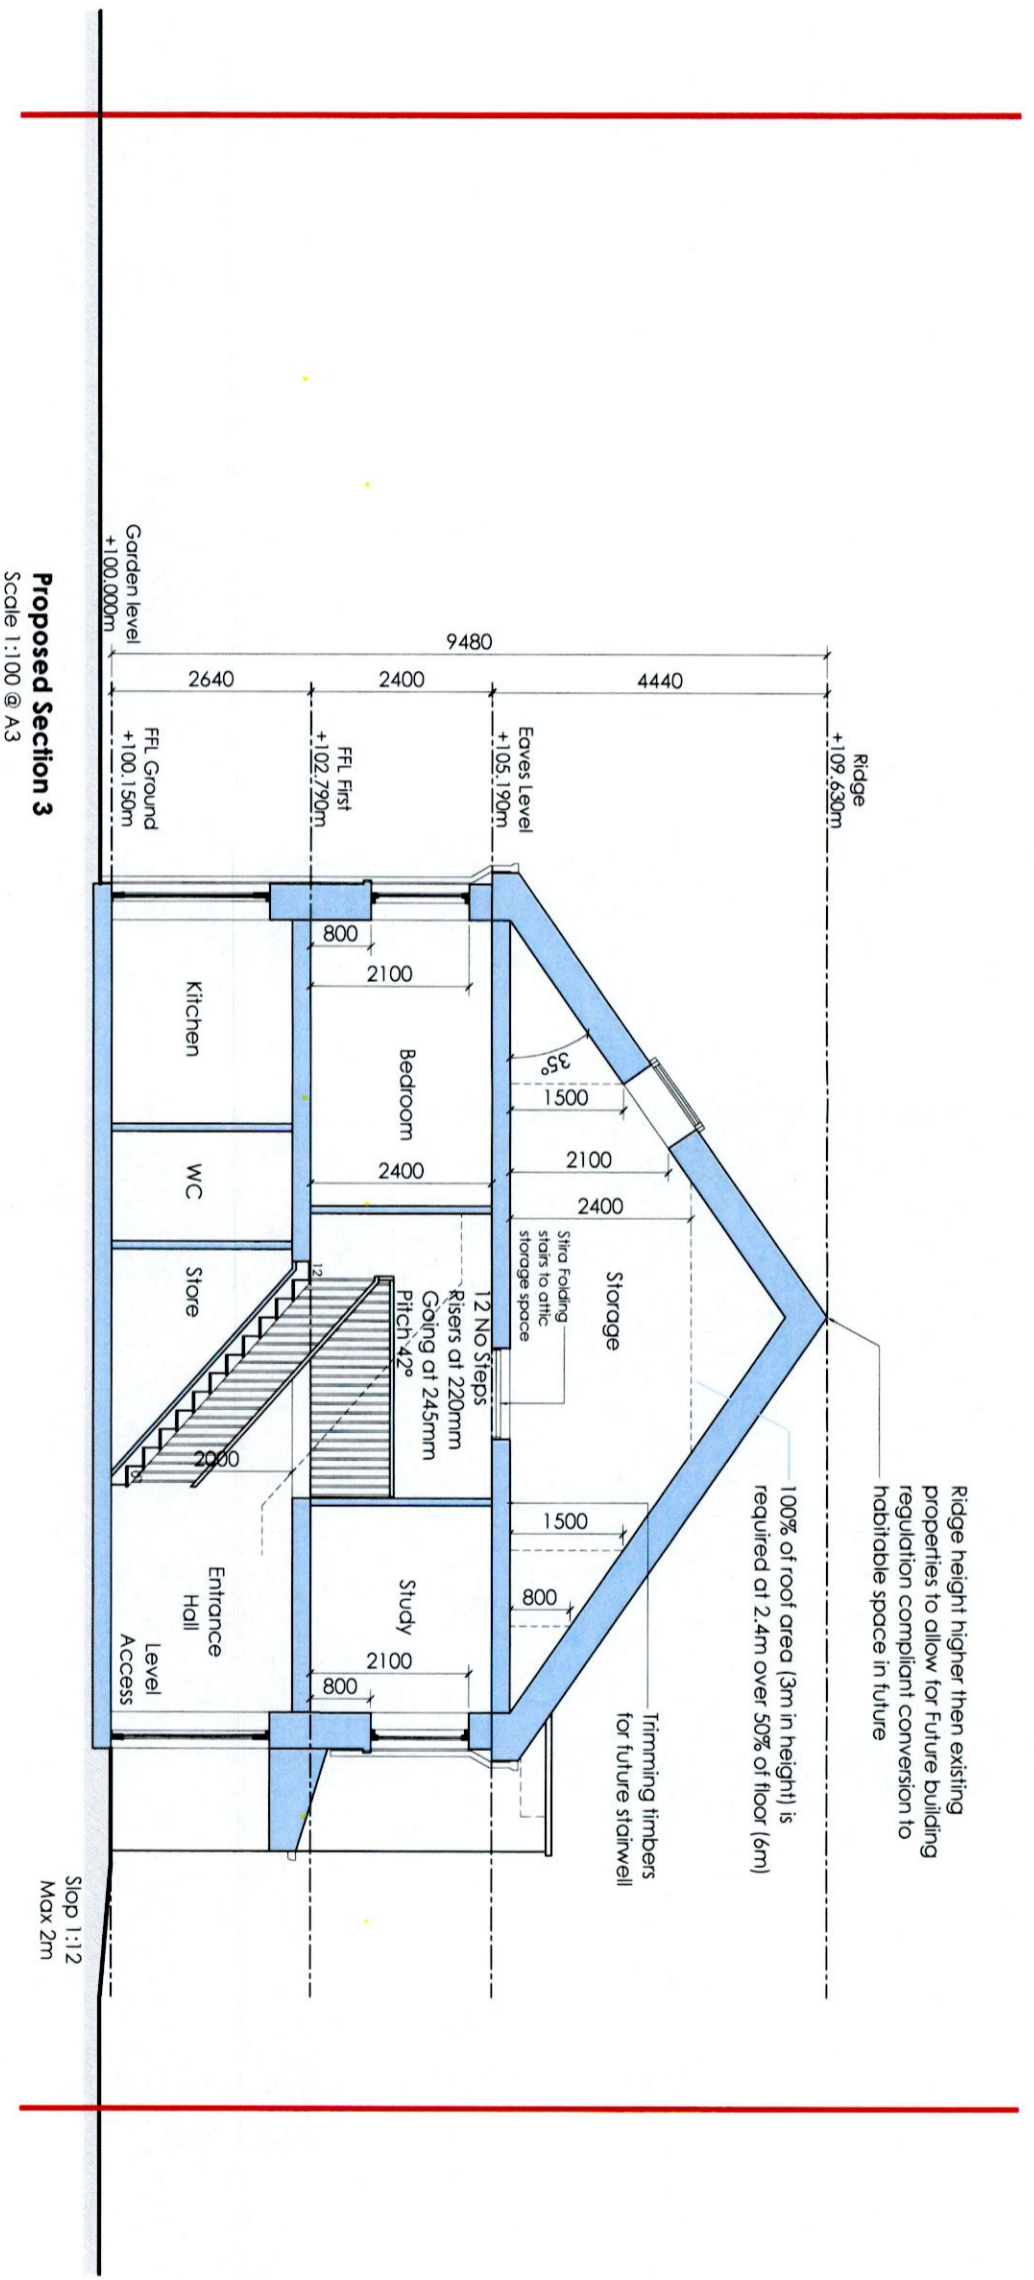 Ridge height higher then existing
properties to allow for Future building
regulation compliant conversion to
habitable space in future
100% of roof area (3m in height) is
required at 2.4m over 50% of floor (6m)
Trimming timbers
for future stairwell
Ridge
+109.630m
Eaves Level
+105.190m
FFL First
+102.790m
FFL Ground
+100.150m
Garden level
+100.000m
9480
4440
2400
2640
35°
1500
2100
2400
Storage
1500
800
Stira Folding
stairs to attic
storage space
800
2100
Bedroom
2400
12 No Steps
Risers at 220mm
Going at 245mm
Pitch 42°
Study
2100
800
12
Kitchen
WC
Store
2000
Entrance
Hall
Level
Access
Slop 1:12
Max 2m
Proposed Section 3
Scale 1:100 @ A3